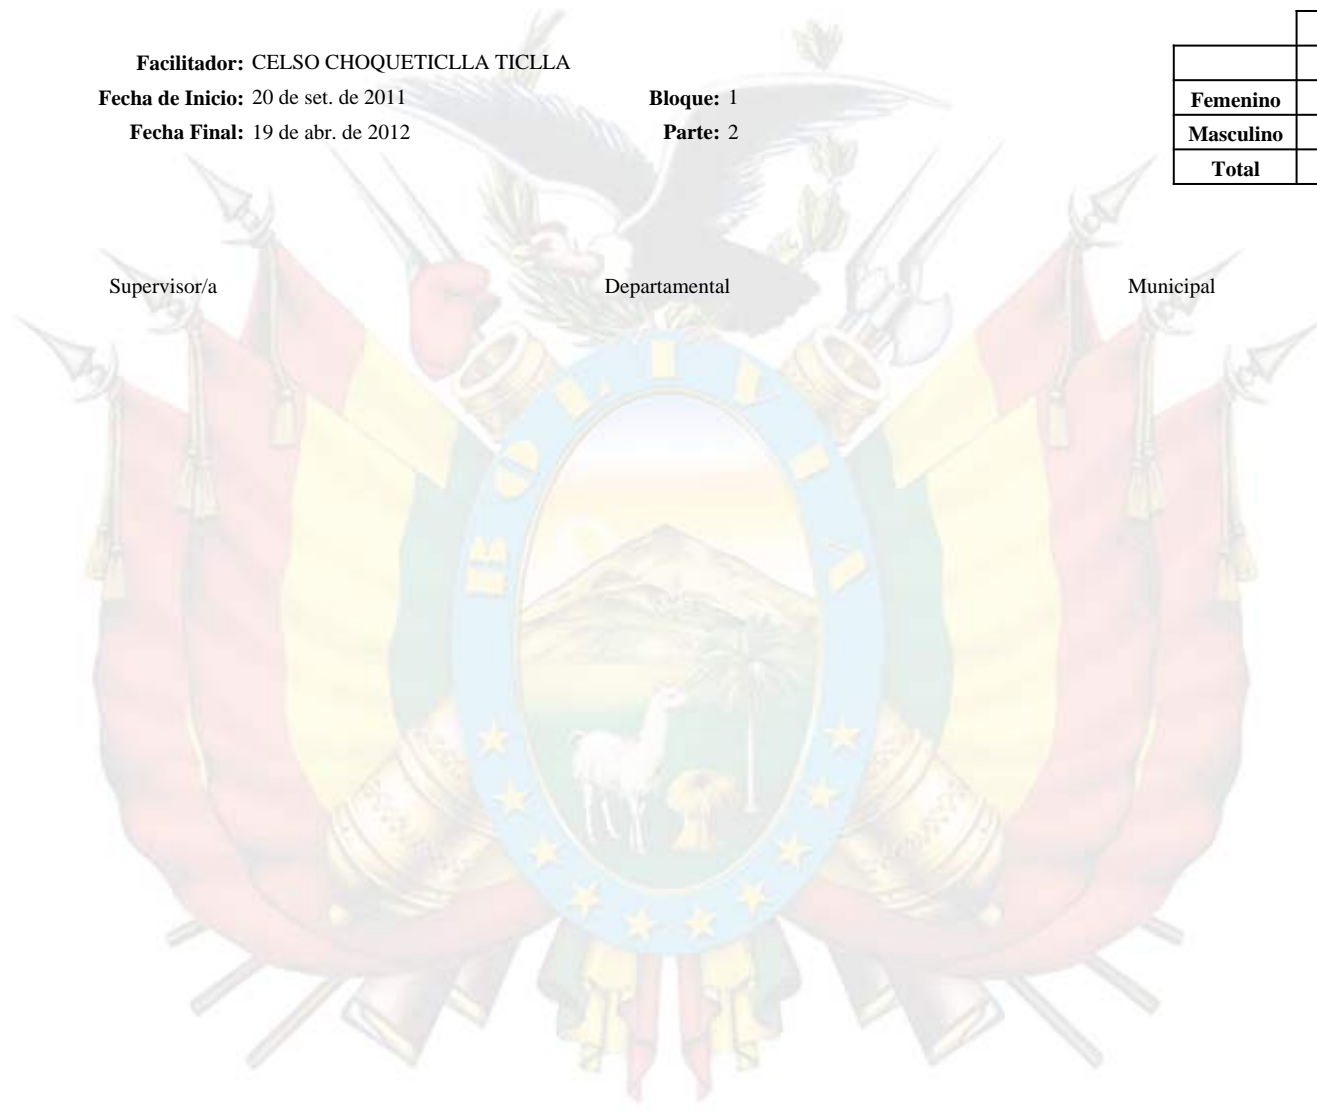 Facilitador: CELSO CHOQUETICLLA TICLLA
Fecha de Inicio: 20 de set. de 2011 Bloque: 1
Fecha Final: 19 de abr. de 2012 Parte: 2
Femenino
Masculino
Total
Supervisor/a Departamental Municipal
BOLIVIA